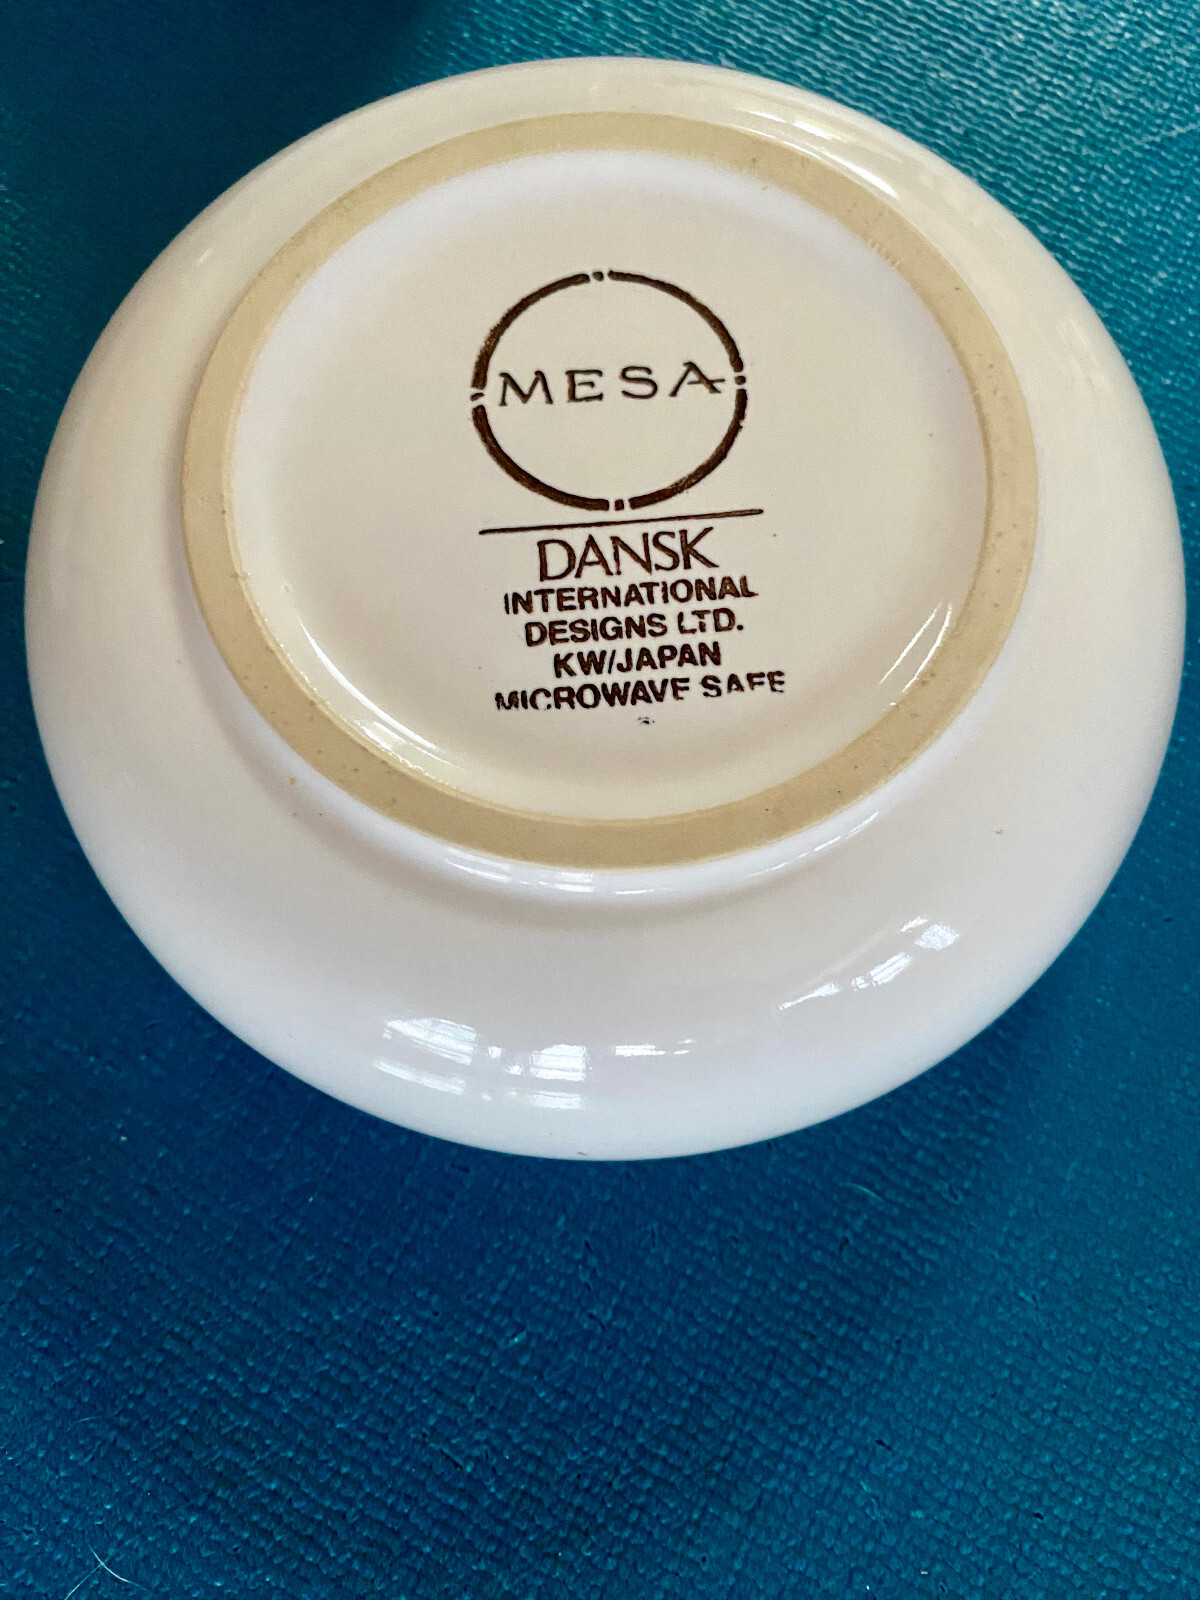 MESA
DANSK
INTERNATIONAL
DESIGNS LTD.
KW/JAPAN
MICROWAVE SAFE